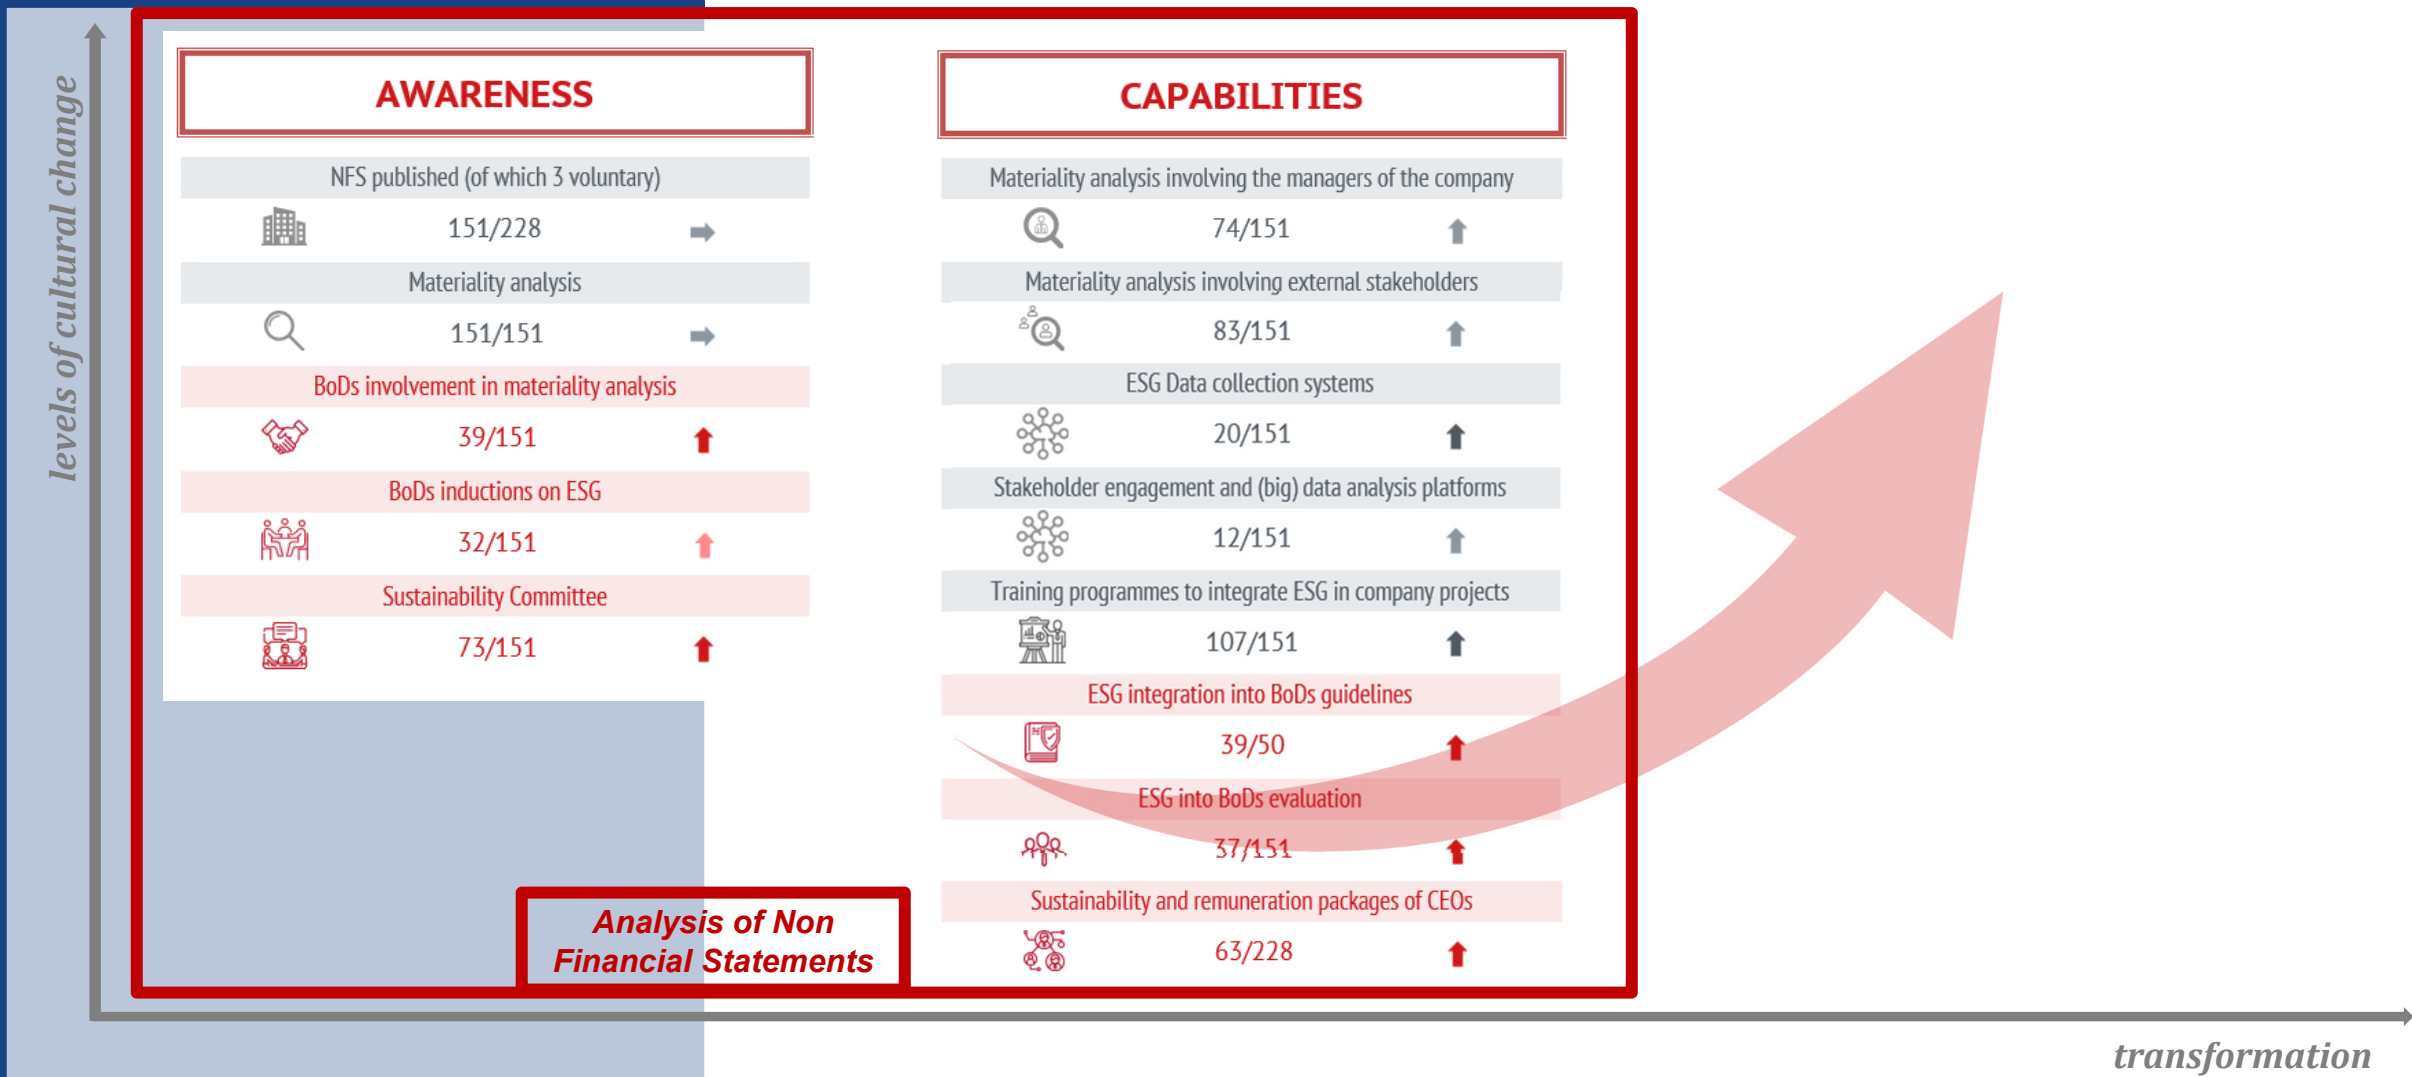 levels of cultural change
AWARENESS
NFS published (of which 3 voluntary)
151/228
Materiality analysis
151/151
BoDs involvement in materiality analysis
39/151
BoDs inductions on ESG
32/151
Sustainability Committee
73/151
CAPABILITIES
Materiality analysis involving the managers of the company
74/151
Materiality analysis involving external stakeholders
83/151
ESG Data collection systems
20/151
Stakeholder engagement and (big) data analysis platforms
12/151
Training programmes to integrate ESG in company projects
107/151
ESG integration into BoDs guidelines
39/50
ESG into BoDs evaluation
37/151
Sustainability and remuneration packages of CEOs
63/228
Analysis of Non
Financial Statements
transformation